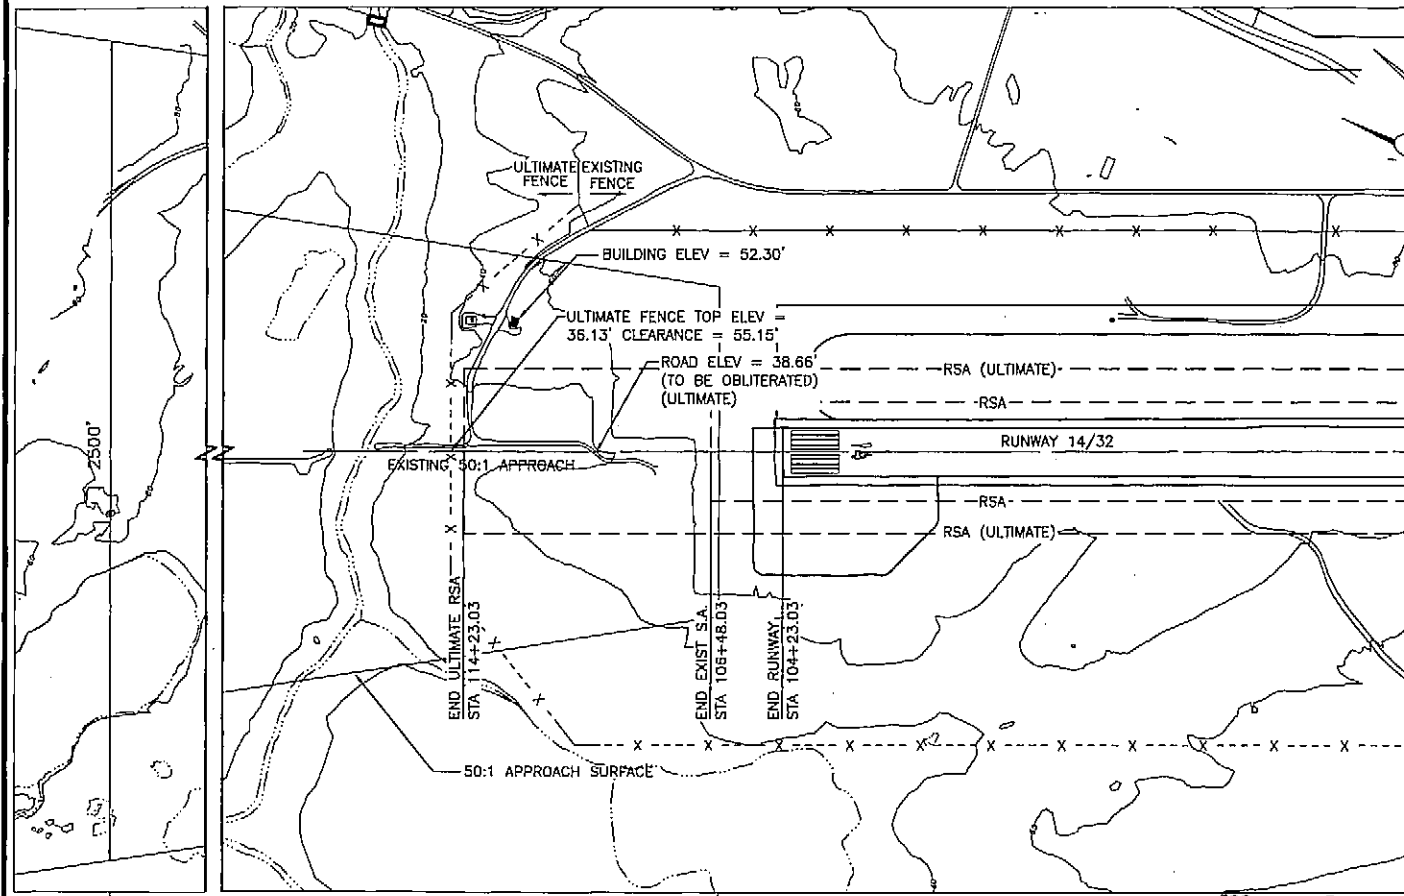 ULTIMATE EXISTING
FENCE FENCE
X X X X X X X X X
X
BUILDING ELEV = 52.30'
ULTIMATE FENCE TOP ELEV =
36.13' CLEARANCE = 55.15'
ROAD ELEV = 38.66'
(TO BE OBLITERATED)
(ULTIMATE)
X
RSA (ULTIMATE)
RSA
2500'
RUNWAY 14/32
X
EXISTING 50:1 APPROACH
RSA
X
RSA (ULTIMATE)
END ULTIMATE RSA
STA 114+23.03
END EXIST S.A.
STA 106+48.03
END RUNWAY
STA 104+23.03
X
X
X X X X X X X X X X X
50:1 APPROACH SURFACE